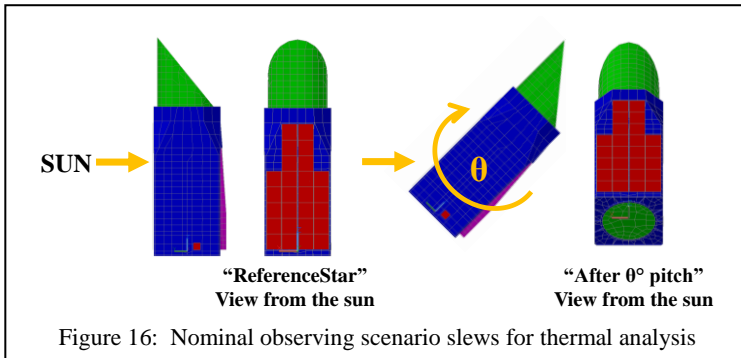 SUN
θ
“ReferenceStar”
View from the sun
“After θ° pitch”
View from the sun
Figure 16:  Nominal observing scenario slews for thermal analysis